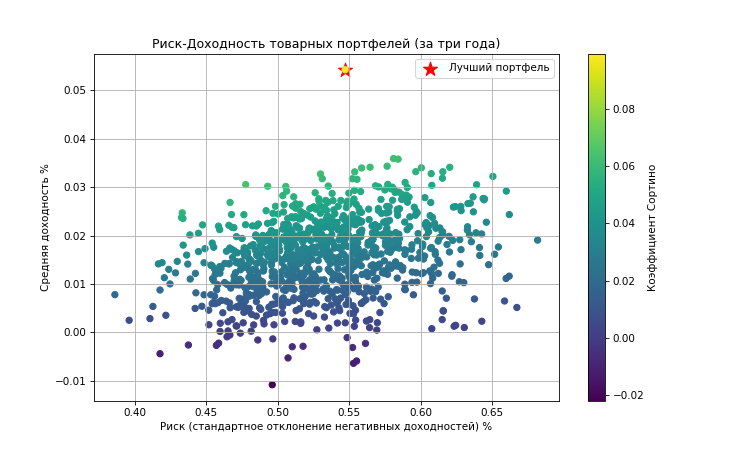 Риск-Доходность товарных портфелей (за три года)
Лучший портфель
0.05
0.04
0.03
0.02
0.01
0.00
−0.01
Средняя доходность %
0.40 0.45 0.50 0.55 0.60 0.65
Риск (стандартное отклонение негативных доходностей) %
0.08
0.06
0.04
0.02
0.00
−0.02
Коэффициент Сортино